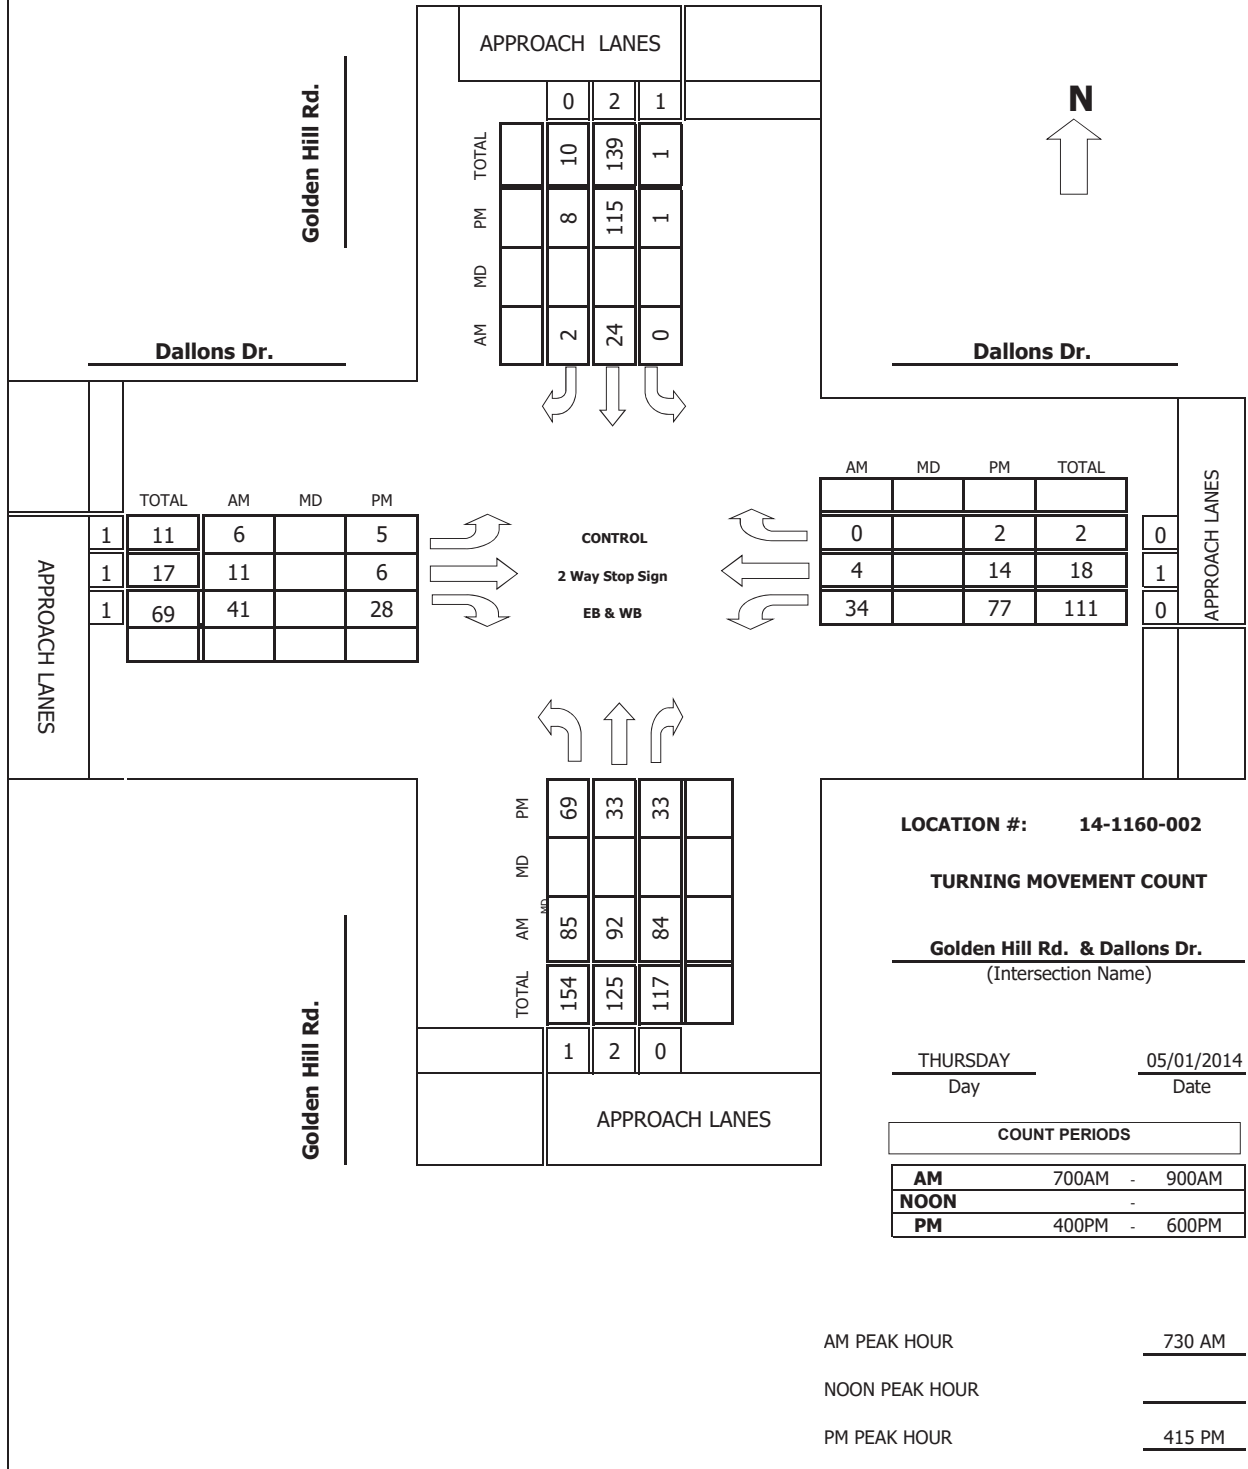 APPROACH LANES
0 2 1
Golden Hill Rd.
N
TOTAL 10 139 1
PM 8 115 1
MD
AM 2 24 0
Dallons Dr.
Dallons Dr.
AM MD PM TOTAL
TOTAL AM MD PM
1 11 6 5
CONTROL
0 2 2 0
1 17 11 6
2 Way Stop Sign
4 14 18 1
1 69 41 28
EB & WB
34 77 111 0
APPROACH LANES
APPROACH LANES
PM 69 33 33
MD
MD
AM 85 92 84
TOTAL 154 125 117
1 2 0
APPROACH LANES
Golden Hill Rd.
LOCATION #: 14-1160-002
TURNING MOVEMENT COUNT
Golden Hill Rd. & Dallons Dr.
(Intersection Name)
THURSDAY 05/01/2014
Day Date
COUNT PERIODS
AM 700AM - 900AM
NOON -
PM 400PM - 600PM
AM PEAK HOUR 730 AM
NOON PEAK HOUR
PM PEAK HOUR 415 PM